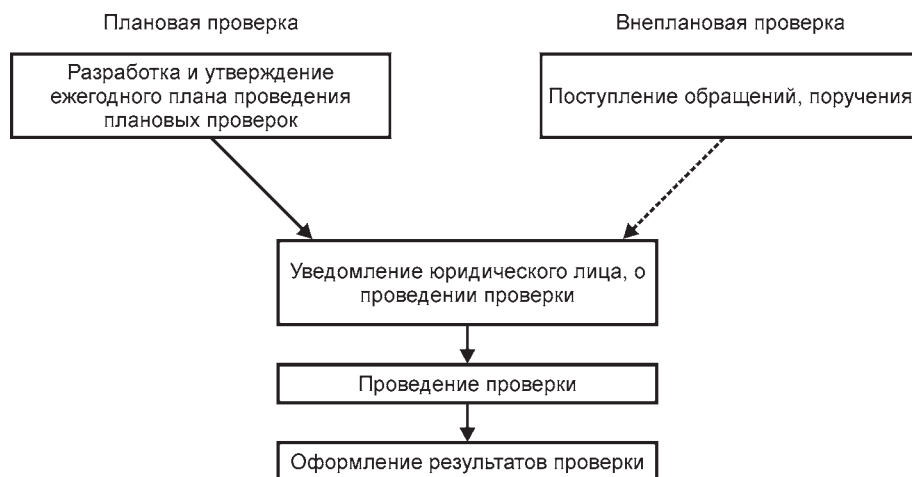 Плановая проверка
Внеплановая проверка
Разработка и утверждение
ежегодного плана проведения
плановых проверок
Поступление обращений, поручения
Уведомление юридического лица, о
проведении проверки
Проведение проверки
Оформление результатов проверки